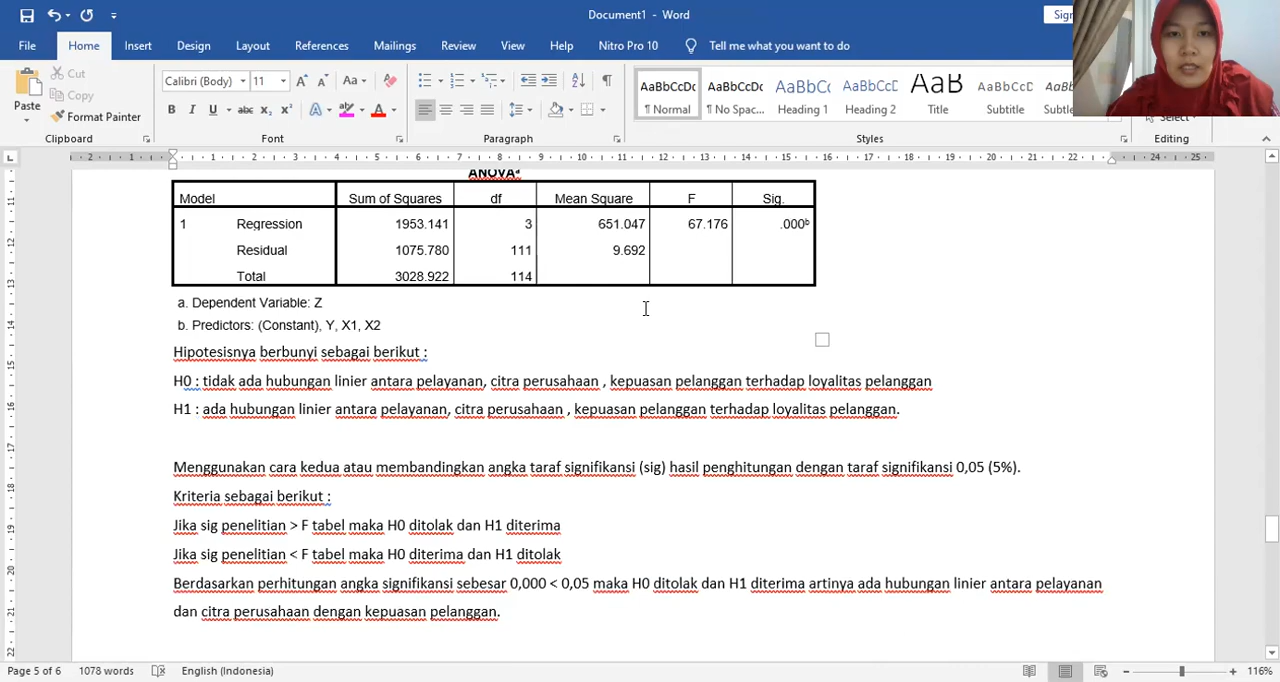 Document1 - Word
Sig
File Home Insert Design Layout References Mailings Review View Help Nitro Pro 10 Tell me what you want to do
Paste
Cut
Copy
Format Painter
Clipboard
Calibri (Body) 11
Font
Paragraph
AaBbCcDc AaBbCcDc AaBbCc AaBbCcC AaB AaBbCcD AaBb
¶ Normal ¶ No Spac... Heading 1 Heading 2 Title Subtitle
Styles
Select
Editing
ANOVAᵃ
Model Sum of Squares df Mean Square F Sig.
1 Regression 1953.141 3 651.047 67.176 .000ᵇ
Residual 1075.780 111 9.692
Total 3028.922 114
a. Dependent Variable: Z
b. Predictors: (Constant), Y, X1, X2
Hipotesisnya berbunyi sebagai berikut :
H0 : tidak ada hubungan linier antara pelayanan, citra perusahaan , kepuasan pelanggan terhadap loyalitas pelanggan
H1 : ada hubungan linier antara pelayanan, citra perusahaan , kepuasan pelanggan terhadap loyalitas pelanggan.
Menggunakan cara kedua atau membandingkan angka taraf signifikansi (sig) hasil penghitungan dengan taraf signifikansi 0,05 (5%).
Kriteria sebagai berikut :
Jika sig penelitian > F tabel maka H0 ditolak dan H1 diterima
Jika sig penelitian < F tabel maka H0 diterima dan H1 ditolak
Berdasarkan perhitungan angka signifikansi sebesar 0,000 < 0,05 maka H0 ditolak dan H1 diterima artinya ada hubungan linier antara pelayanan
dan citra perusahaan dengan kepuasan pelanggan.
Page 5 of 6 1078 words English (Indonesia) 116%